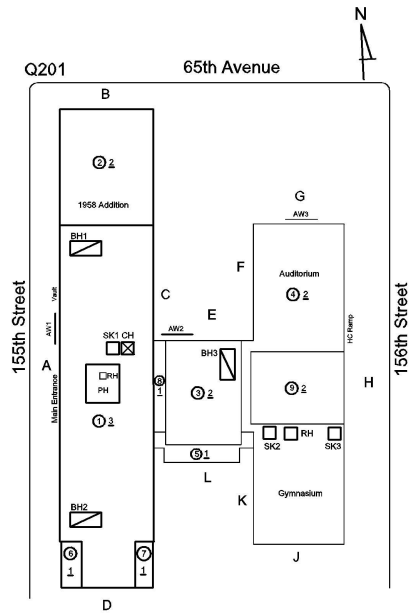 N
Q201
65th Avenue
B
② 2
1958 Addition
G
AW3
BH1
F
Auditorium
④ 2
155th Street
Vault
AW1
C
E
AW2
HC Ramp
156th Street
SK1 CH
BH3
A
Main Entrance
RH
PH
⑧
1
③ 2
⑨ 2
H
① 3
SK2
RH
SK3
⑤ 1
L
K
Gymnasium
BH2
⑥
1
⑦
1
J
D